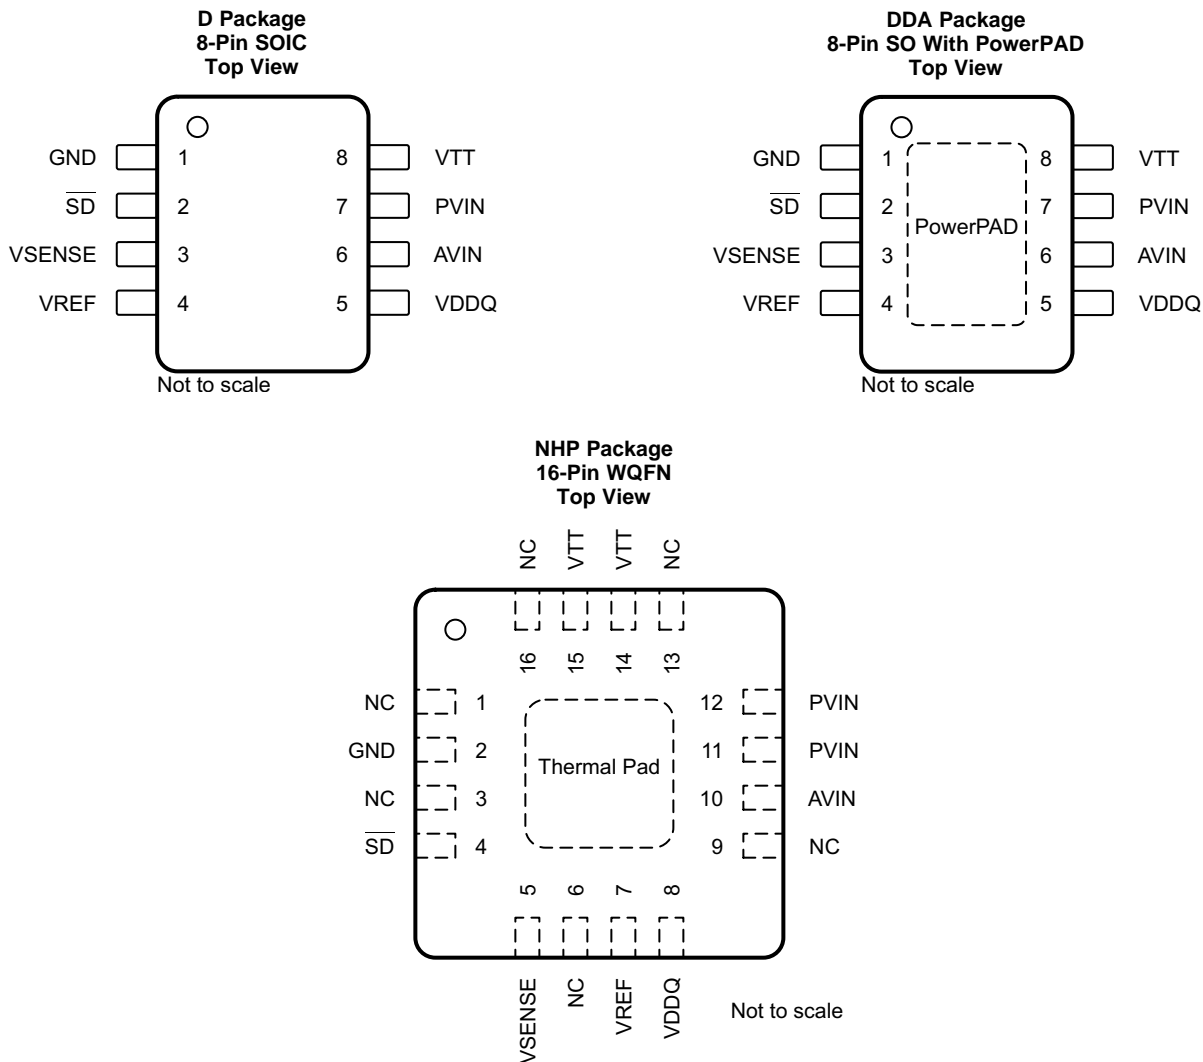 D Package
8-Pin SOIC
Top View
GND 1 8 VTT
SD 2 7 PVIN
VSENSE 3 6 AVIN
VREF 4 5 VDDQ
Not to scale
DDA Package
8-Pin SO With PowerPAD
Top View
GND 1 8 VTT
SD 2 7 PVIN
PowerPAD
VSENSE 3 6 AVIN
VREF 4 5 VDDQ
Not to scale
NHP Package
16-Pin WQFN
Top View
NC VTT VTT NC
16 15 14 13
NC 1 12 PVIN
GND 2 11 PVIN
Thermal Pad
NC 3 10 AVIN
SD 4 9 NC
5 6 7 8
VSENSE NC VREF VDDQ
Not to scale